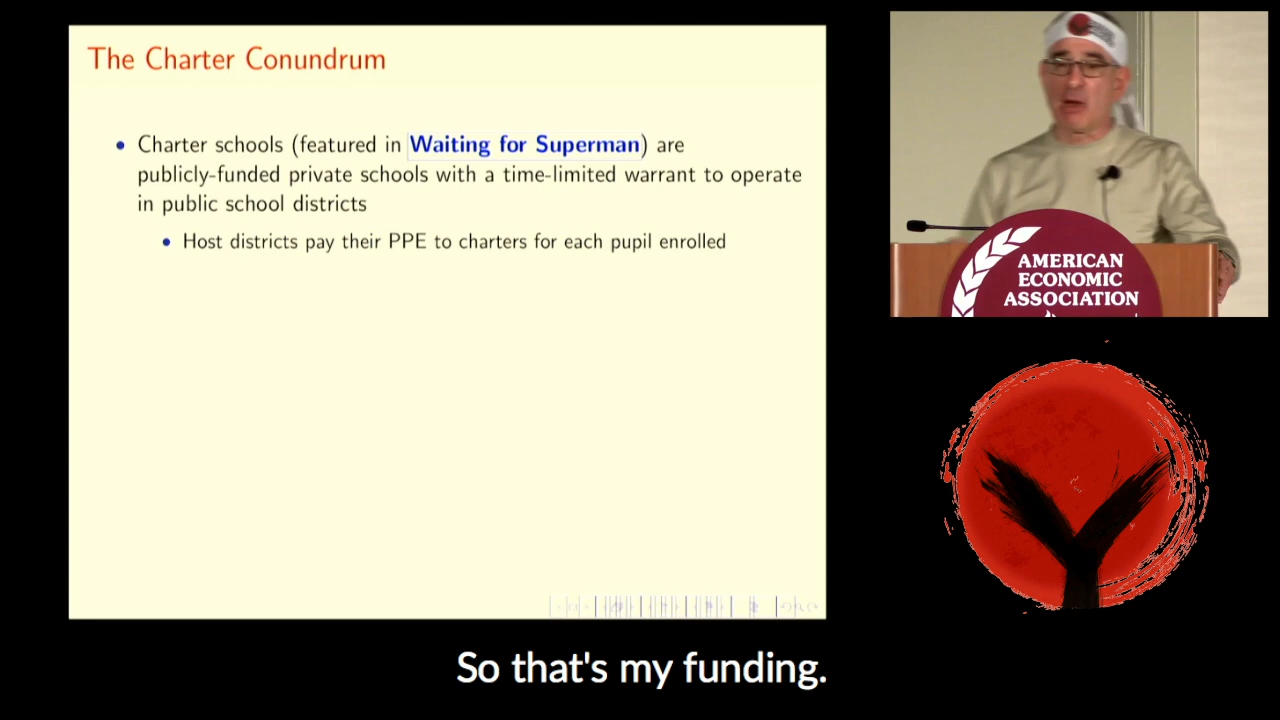 The Charter Conundrum
Charter schools (featured in Waiting for Superman) are
publicly-funded private schools with a time-limited warrant to operate
in public school districts
Host districts pay their PPE to charters for each pupil enrolled
AMERICAN
ECONOMIC
ASSOCIATION
So that's my funding.